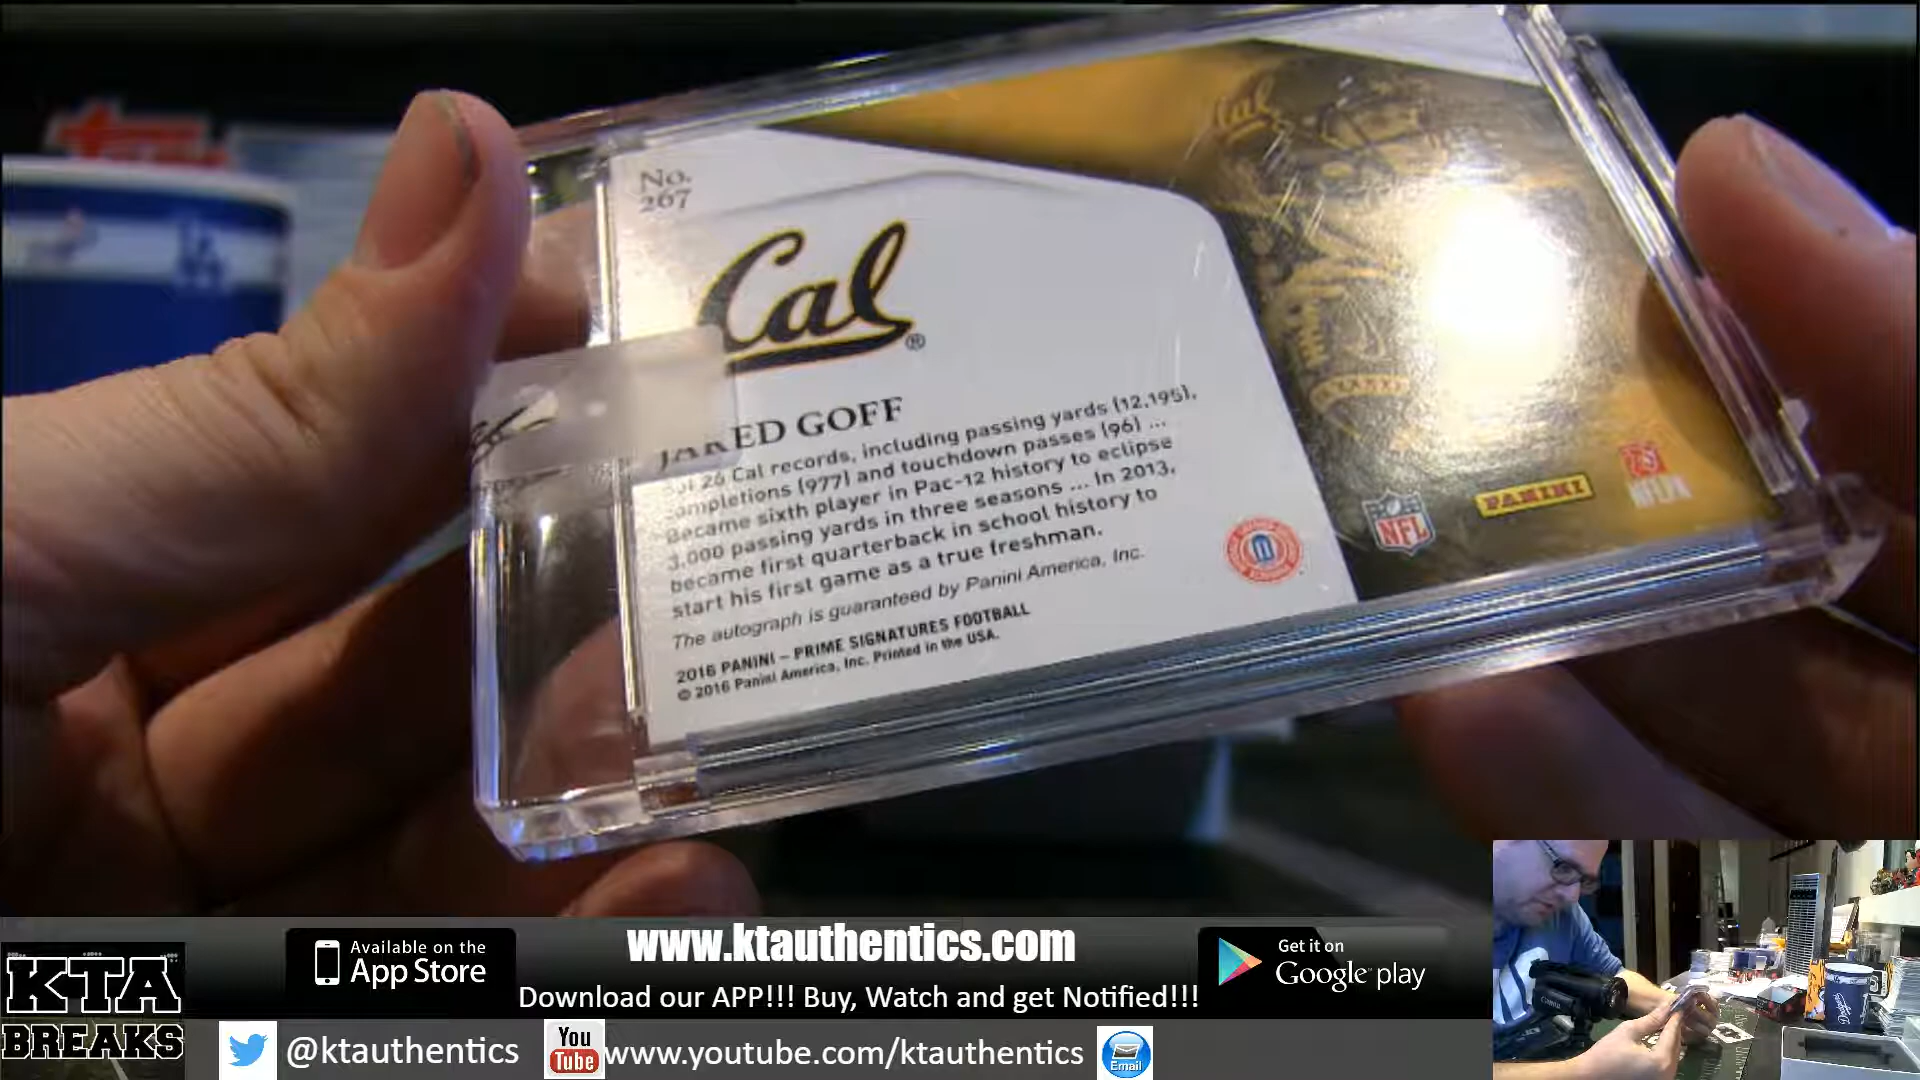 No.
267
Cal®
JARED GOFF
26 Cal records, including passing yards (12,195),
completions (977) and touchdown passes (96) ...
Became sixth player in Pac-12 history to eclipse
3,000 passing yards in three seasons ... In 2013,
became first quarterback in school history to
start his first game as a true freshman.
The autograph is guaranteed by Panini America, Inc.
2016 PANINI – PRIME SIGNATURES FOOTBALL
© 2016 Panini America, Inc. Printed in the USA.
Cal
NFL
PANINI
LA
KTA
BREAKS
Available on the
App Store
www.ktauthentics.com
Download our APP!!! Buy, Watch and get Notified!!!
Get it on
Google play
@ktauthentics
You
Tube
www.youtube.com/ktauthentics
Email